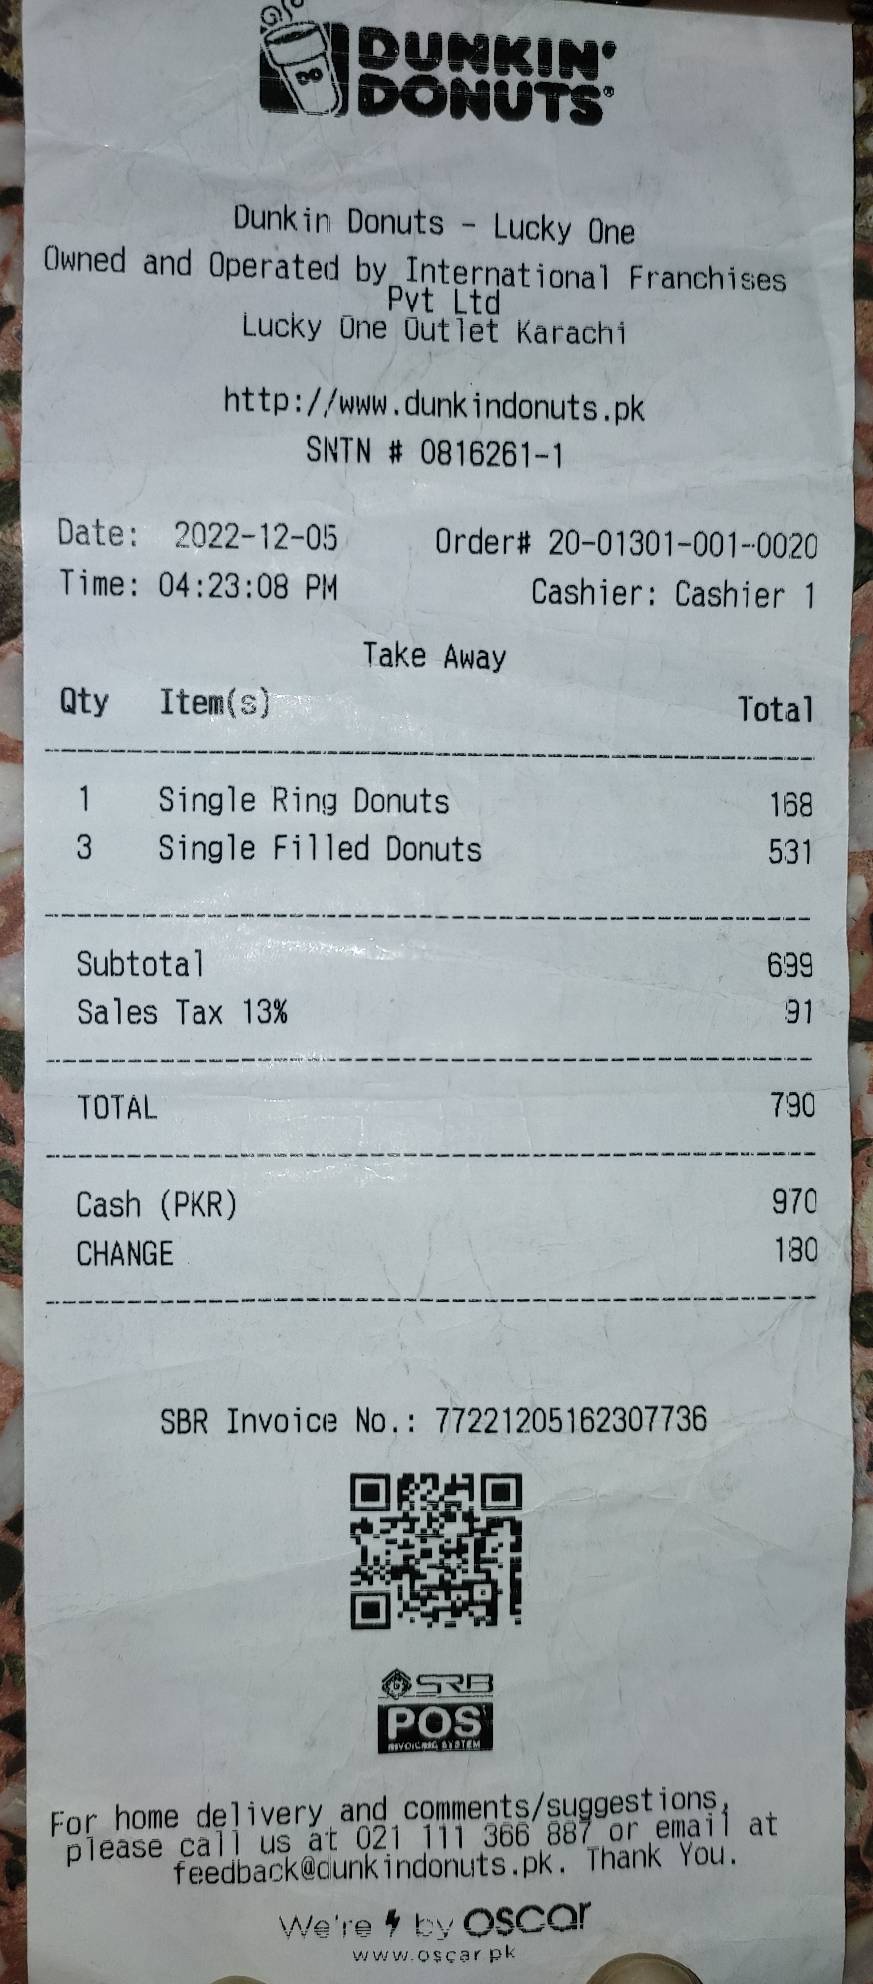 DUNKIN'
DONUTS®
Dunkin Donuts - Lucky One
Owned and Operated by International Franchises
Pvt Ltd
Lucky One Outlet Karachi
http://www.dunkindonuts.pk
SNTN # 0816261-1
Date: 2022-12-05 Order# 20-01301-001-0020
Time: 04:23:08 PM Cashier: Cashier 1
Take Away
Qty Item(s) Total
1 Single Ring Donuts 168
3 Single Filled Donuts 531
Subtotal 699
Sales Tax 13% 91
TOTAL 790
Cash (PKR) 970
CHANGE 180
SBR Invoice No.: 77221205162307736
SRB
POS
INVOICING SYSTEM
For home delivery and comments/suggestions,
please call us at 021 111 366 887 or email at
feedback@dunkindonuts.pk. Thank You.
We're by OSCAR
www.oscar.pk